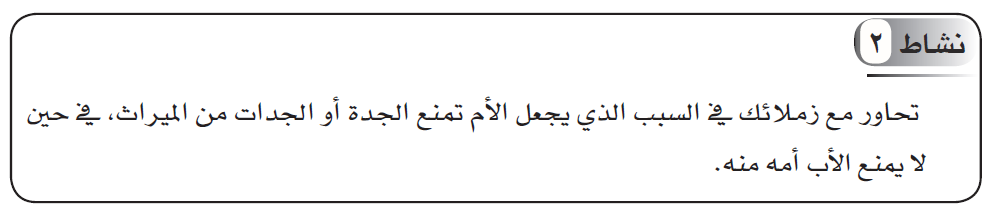 نشاط ٢
تحاور مع زملائك في السبب الذي يجعل الأم تمنع الجدة أو الجدات من الميراث، في حين
لا يمنع الأب أمه منه.